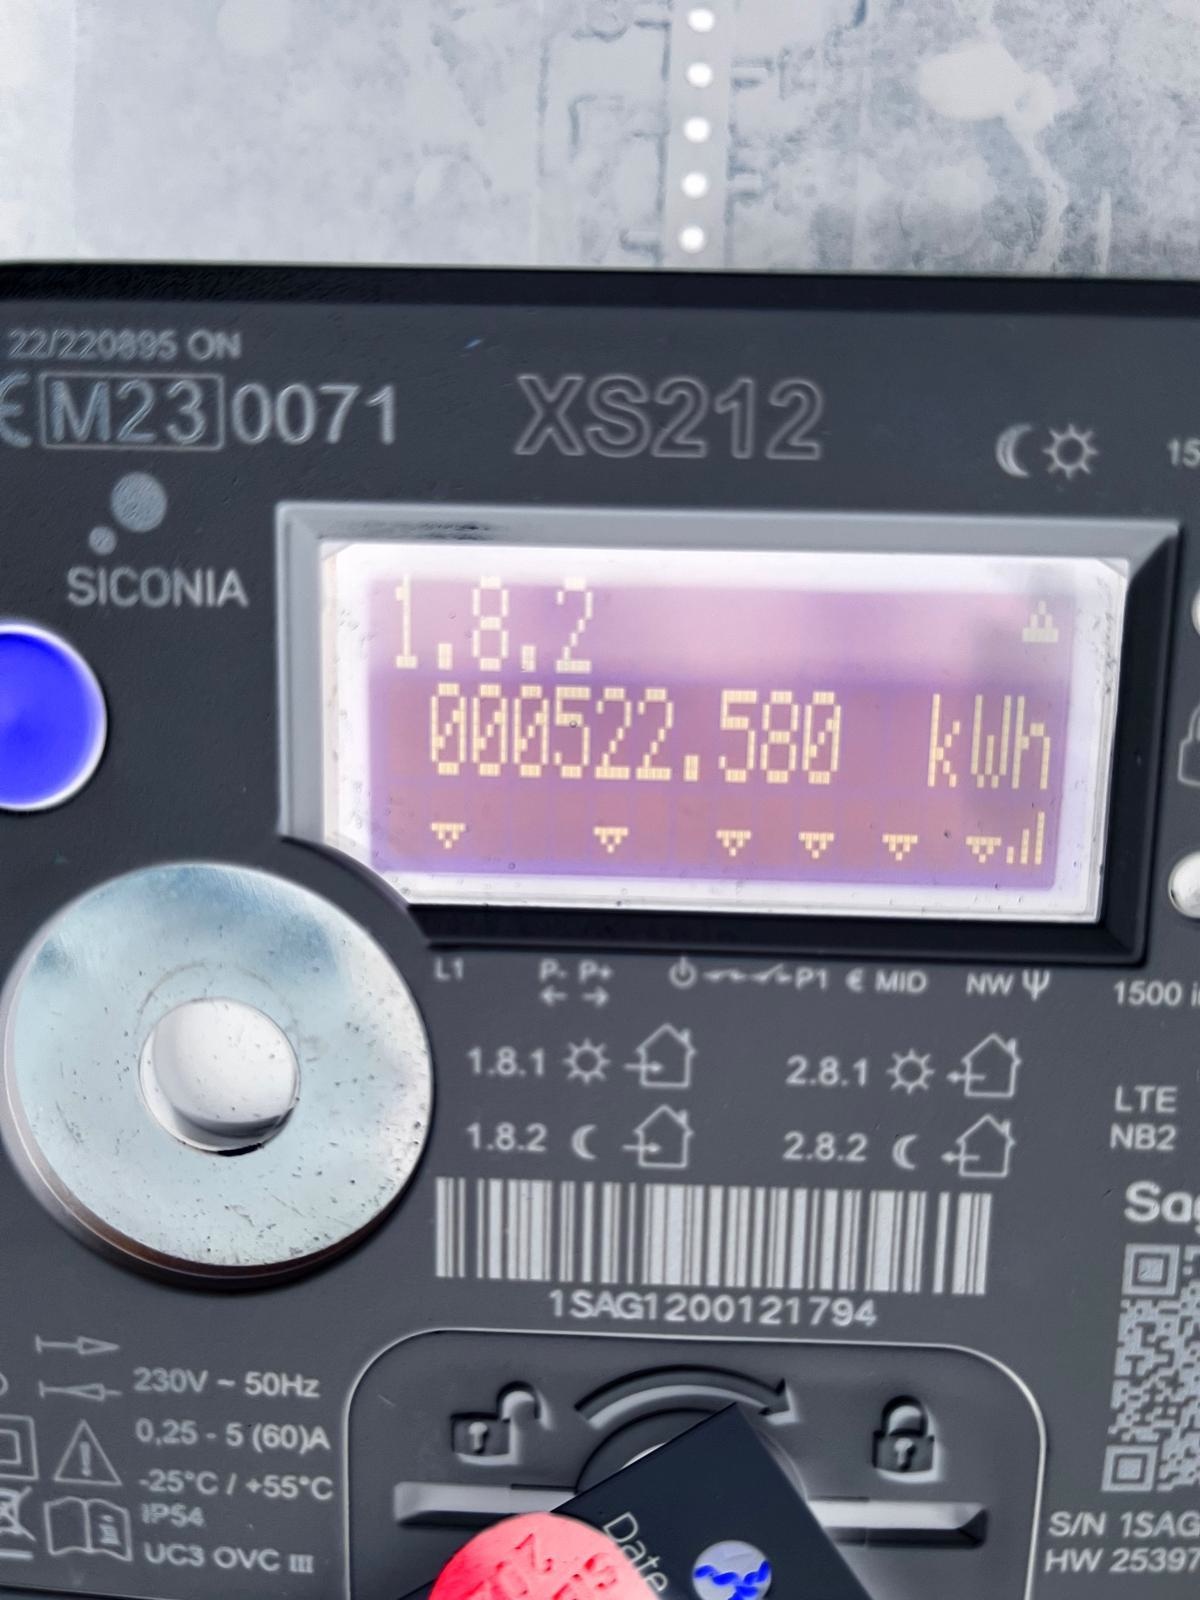 22/220895 ON
C€ M23 0071
XS212
SICONIA
1.8.2
000522.580 kWh
L1 P- P+ P1 € MID NW
1500
1.8.1 2.8.1
1.8.2 2.8.2
LTE
NB2
1SAG1200121794
230V ~ 50Hz
0,25 - 5 (60)A
-25°C / +55°C
IP54
UC3 OVC III
Date
S/N 1SAG
HW 25397